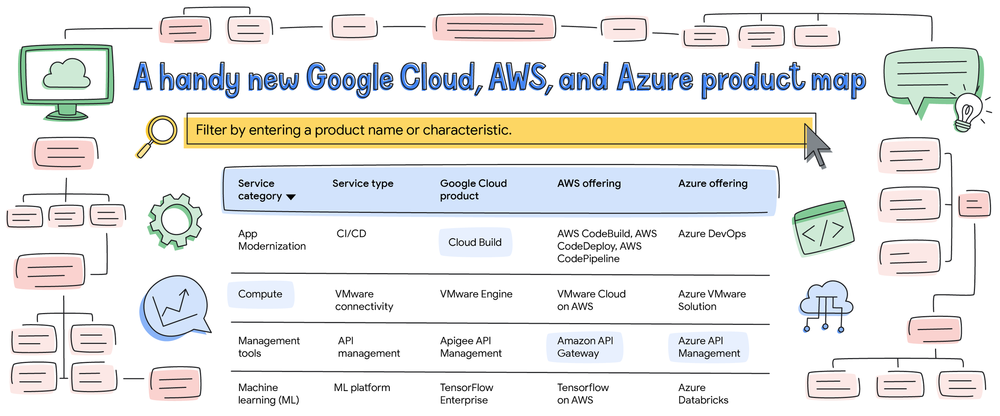 A handy new Google Cloud, AWS, and Azure product map
Filter by entering a product name or characteristic.
Service category
Service type
Google Cloud product
AWS offering
Azure offering
App Modernization
CI/CD
Cloud Build
AWS CodeBuild, AWS CodeDeploy, AWS CodePipeline
Azure DevOps
Compute
VMware connectivity
VMware Engine
VMware Cloud on AWS
Azure VMware Solution
Management tools
API management
Apigee API Management
Amazon API Gateway
Azure API Management
Machine learning (ML)
ML platform
TensorFlow Enterprise
Tensorflow on AWS
Azure Databricks